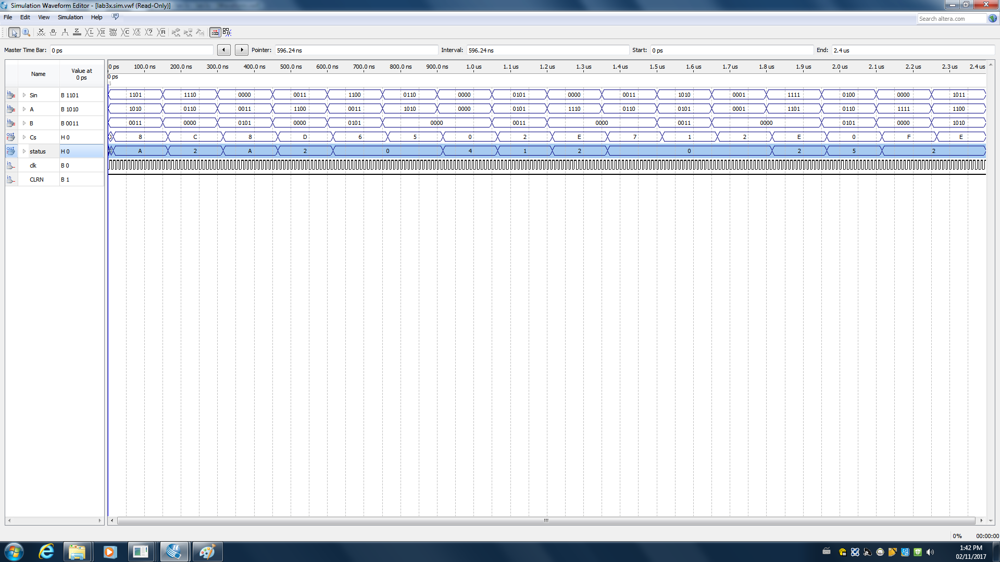 Simulation Waveform Editor - [lab3x.sim.vwf (Read-Only)]
File Edit View Simulation Help
Search altera.com
Master Time Bar: 0 ps Pointer: 596.24 ns Interval: 596.24 ns Start: 0 ps End: 2.4 us
Name Value at 0 ps
0 ps 100.0 ns 200.0 ns 300.0 ns 400.0 ns 500.0 ns 600.0 ns 700.0 ns 800.0 ns 900.0 ns 1.0 us 1.1 us 1.2 us 1.3 us 1.4 us 1.5 us 1.6 us 1.7 us 1.8 us 1.9 us 2.0 us 2.1 us 2.2 us 2.3 us 2.4 us
0 ps
in Sin B 1101 1101 1110 0000 0011 1100 0110 0000 0101 0000 0011 1010 0001 1111 0100 0000 1011
in A B 1010 1010 0110 0011 1100 0011 1010 0000 0101 1110 0110 0101 0001 1101 0110 1111 1100
in B B 0011 0011 0000 0101 0000 0101 0000 0011 0000 0011 0000 0101 0000 1010
out Cs H 0 8 C 8 D 6 5 0 2 E 7 1 2 E 0 F E
out status H 0 A 2 A 2 0 4 1 2 0 2 5 2
in clk B 0
in CLRN B 1
0% 00:00:00
1:42 PM
02/11/2017